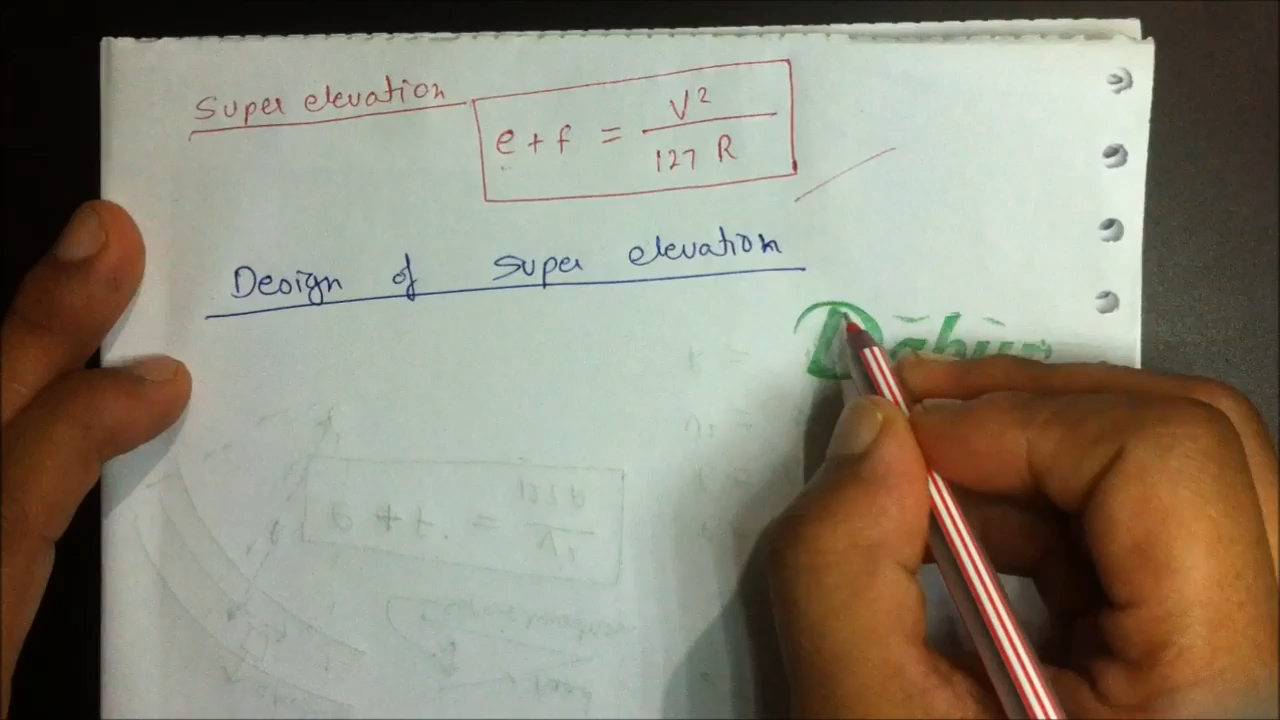 Super elevation
e + f = V² / 127 R
Design of super elevation